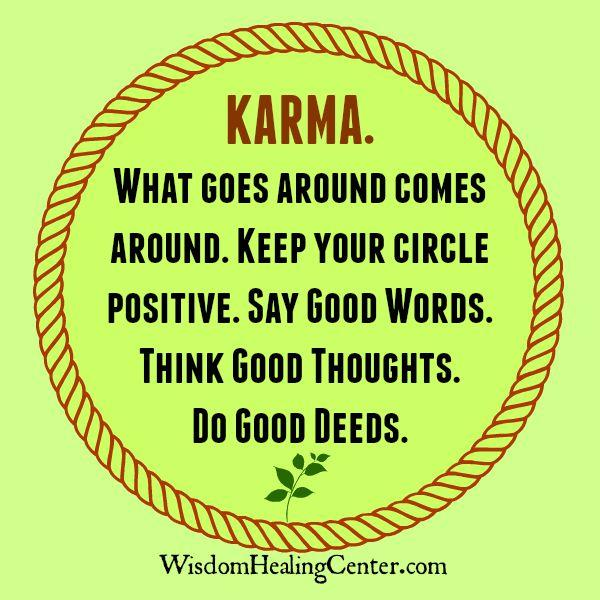 KARMA.
WHAT GOES AROUND COMES
AROUND. KEEP YOUR CIRCLE
POSITIVE. SAY GOOD WORDS.
THINK GOOD THOUGHTS.
DO GOOD DEEDS.
WisdomHealingCenter.com